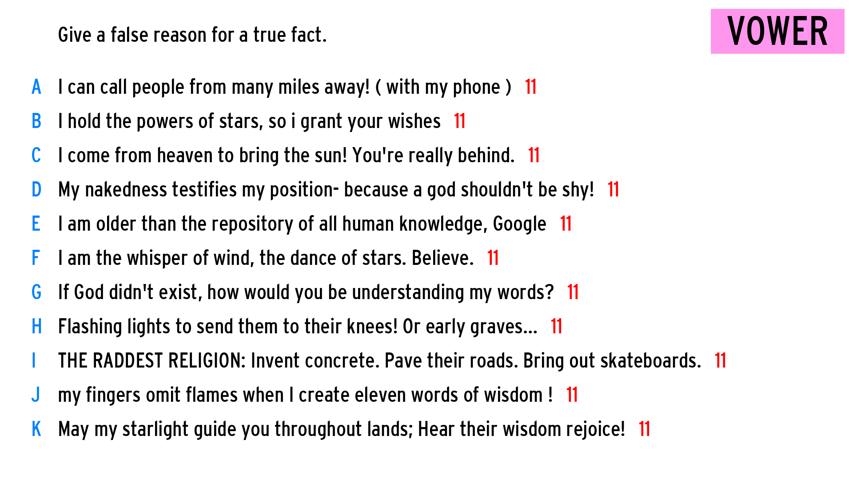 VOWER
Give a false reason for a true fact.
A I can call people from many miles away! ( with my phone ) 11
B I hold the powers of stars, so i grant your wishes 11
C I come from heaven to bring the sun! You're really behind. 11
D My nakedness testifies my position- because a god shouldn't be shy! 11
E I am older than the repository of all human knowledge, Google 11
F I am the whisper of wind, the dance of stars. Believe. 11
G If God didn't exist, how would you be understanding my words? 11
H Flashing lights to send them to their knees! Or early graves... 11
I THE RADDEST RELIGION: Invent concrete. Pave their roads. Bring out skateboards. 11
J my fingers omit flames when I create eleven words of wisdom ! 11
K May my starlight guide you throughout lands; Hear their wisdom rejoice! 11